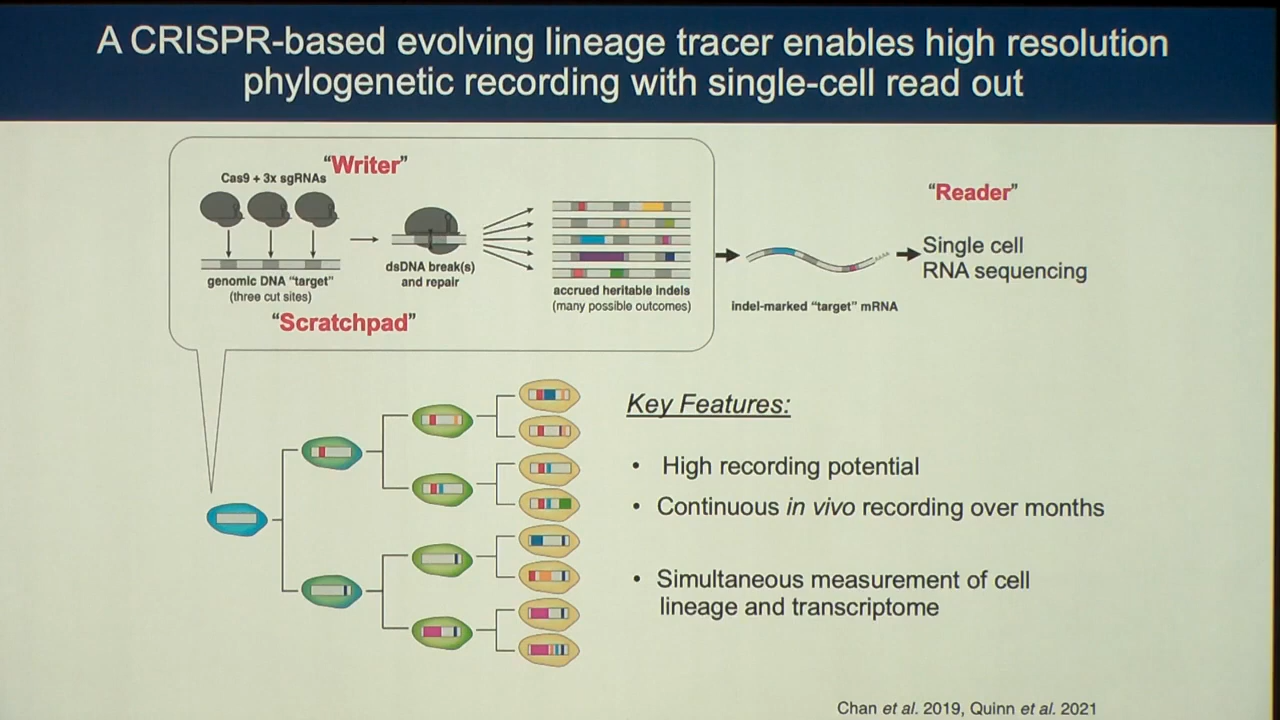 A CRISPR-based evolving lineage tracer enables high resolution
phylogenetic recording with single-cell read out
“Writer”
Cas9 + 3x sgRNAs
genomic DNA “target”
(three cut sites)
“Scratchpad”
dsDNA break(s)
and repair
accrued heritable indels
(many possible outcomes)
AAAA
indel-marked “target” mRNA
“Reader”
Single cell
RNA sequencing
Key Features:
• High recording potential
• Continuous in vivo recording over months
• Simultaneous measurement of cell
lineage and transcriptome
Chan et al. 2019, Quinn et al. 2021